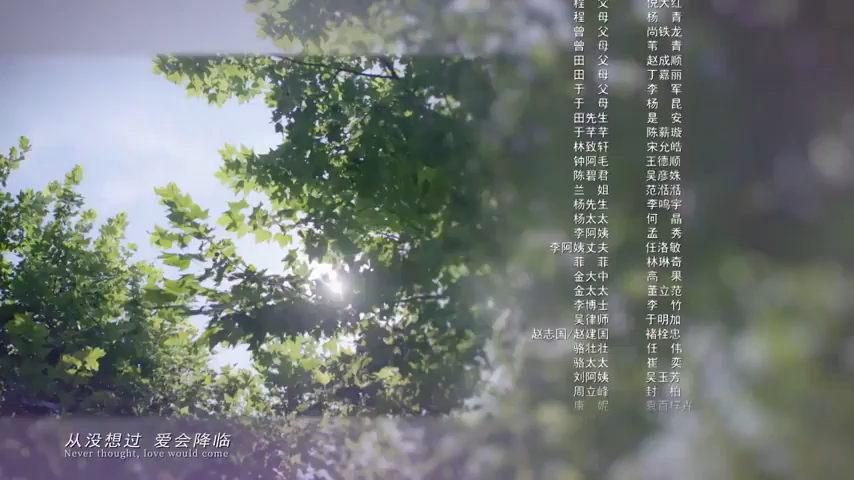 程 父 倪大红
程 母 杨 青
曾 父 尚铁龙
曾 母 苇 青
田 父 赵成顺
田 母 丁嘉丽
于 父 李 军
于 母 杨 昆
田先生 是 安
于芊芊 陈薪璇
林致轩 宋允皓
钟阿毛 王德顺
陈碧君 吴彦姝
兰 姐 范湉湉
杨先生 李鸣宇
杨太太 何 晶
李阿姨 孟 秀
李阿姨丈夫 任洛敏
菲 菲 林琳奇
金大中 高 果
金太太 董立范
李博士 李 竹
吴律师 于明加
赵志国/赵建国 褚栓忠
骆壮壮 任 伟
骆太太 崔 奕
刘阿姨 吴玉芳
周立峰 封 柏
康 妮
从没想过 爱会降临
Never thought, love would come